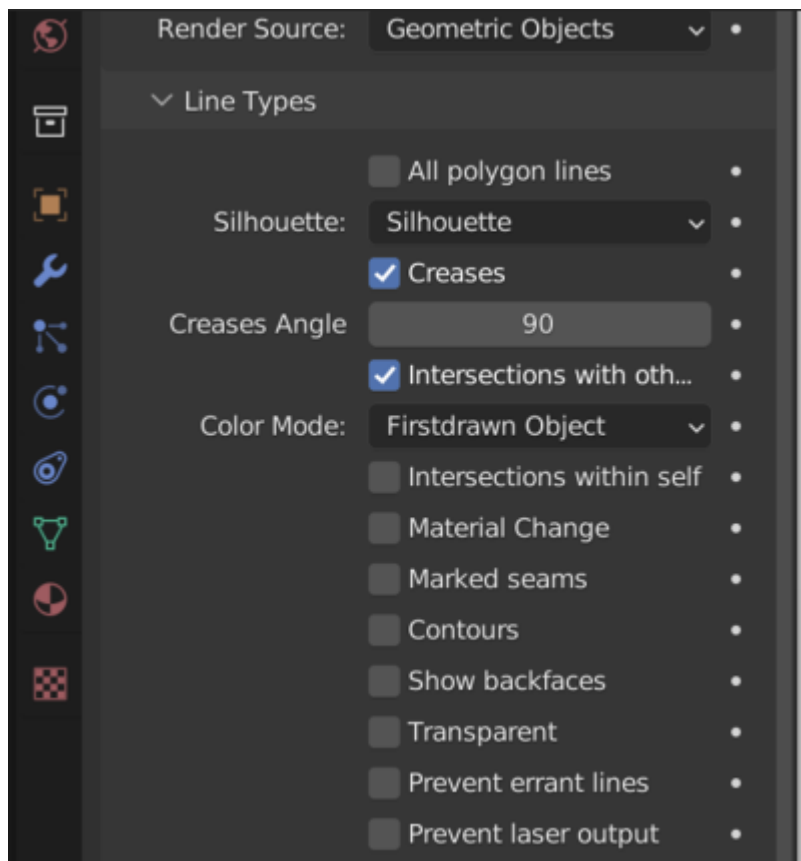 Render Source: Geometric Objects
Line Types
All polygon lines
Silhouette: Silhouette
Creases
Creases Angle 90
Intersections with oth...
Color Mode: Firstdrawn Object
Intersections within self
Material Change
Marked seams
Contours
Show backfaces
Transparent
Prevent errant lines
Prevent laser output